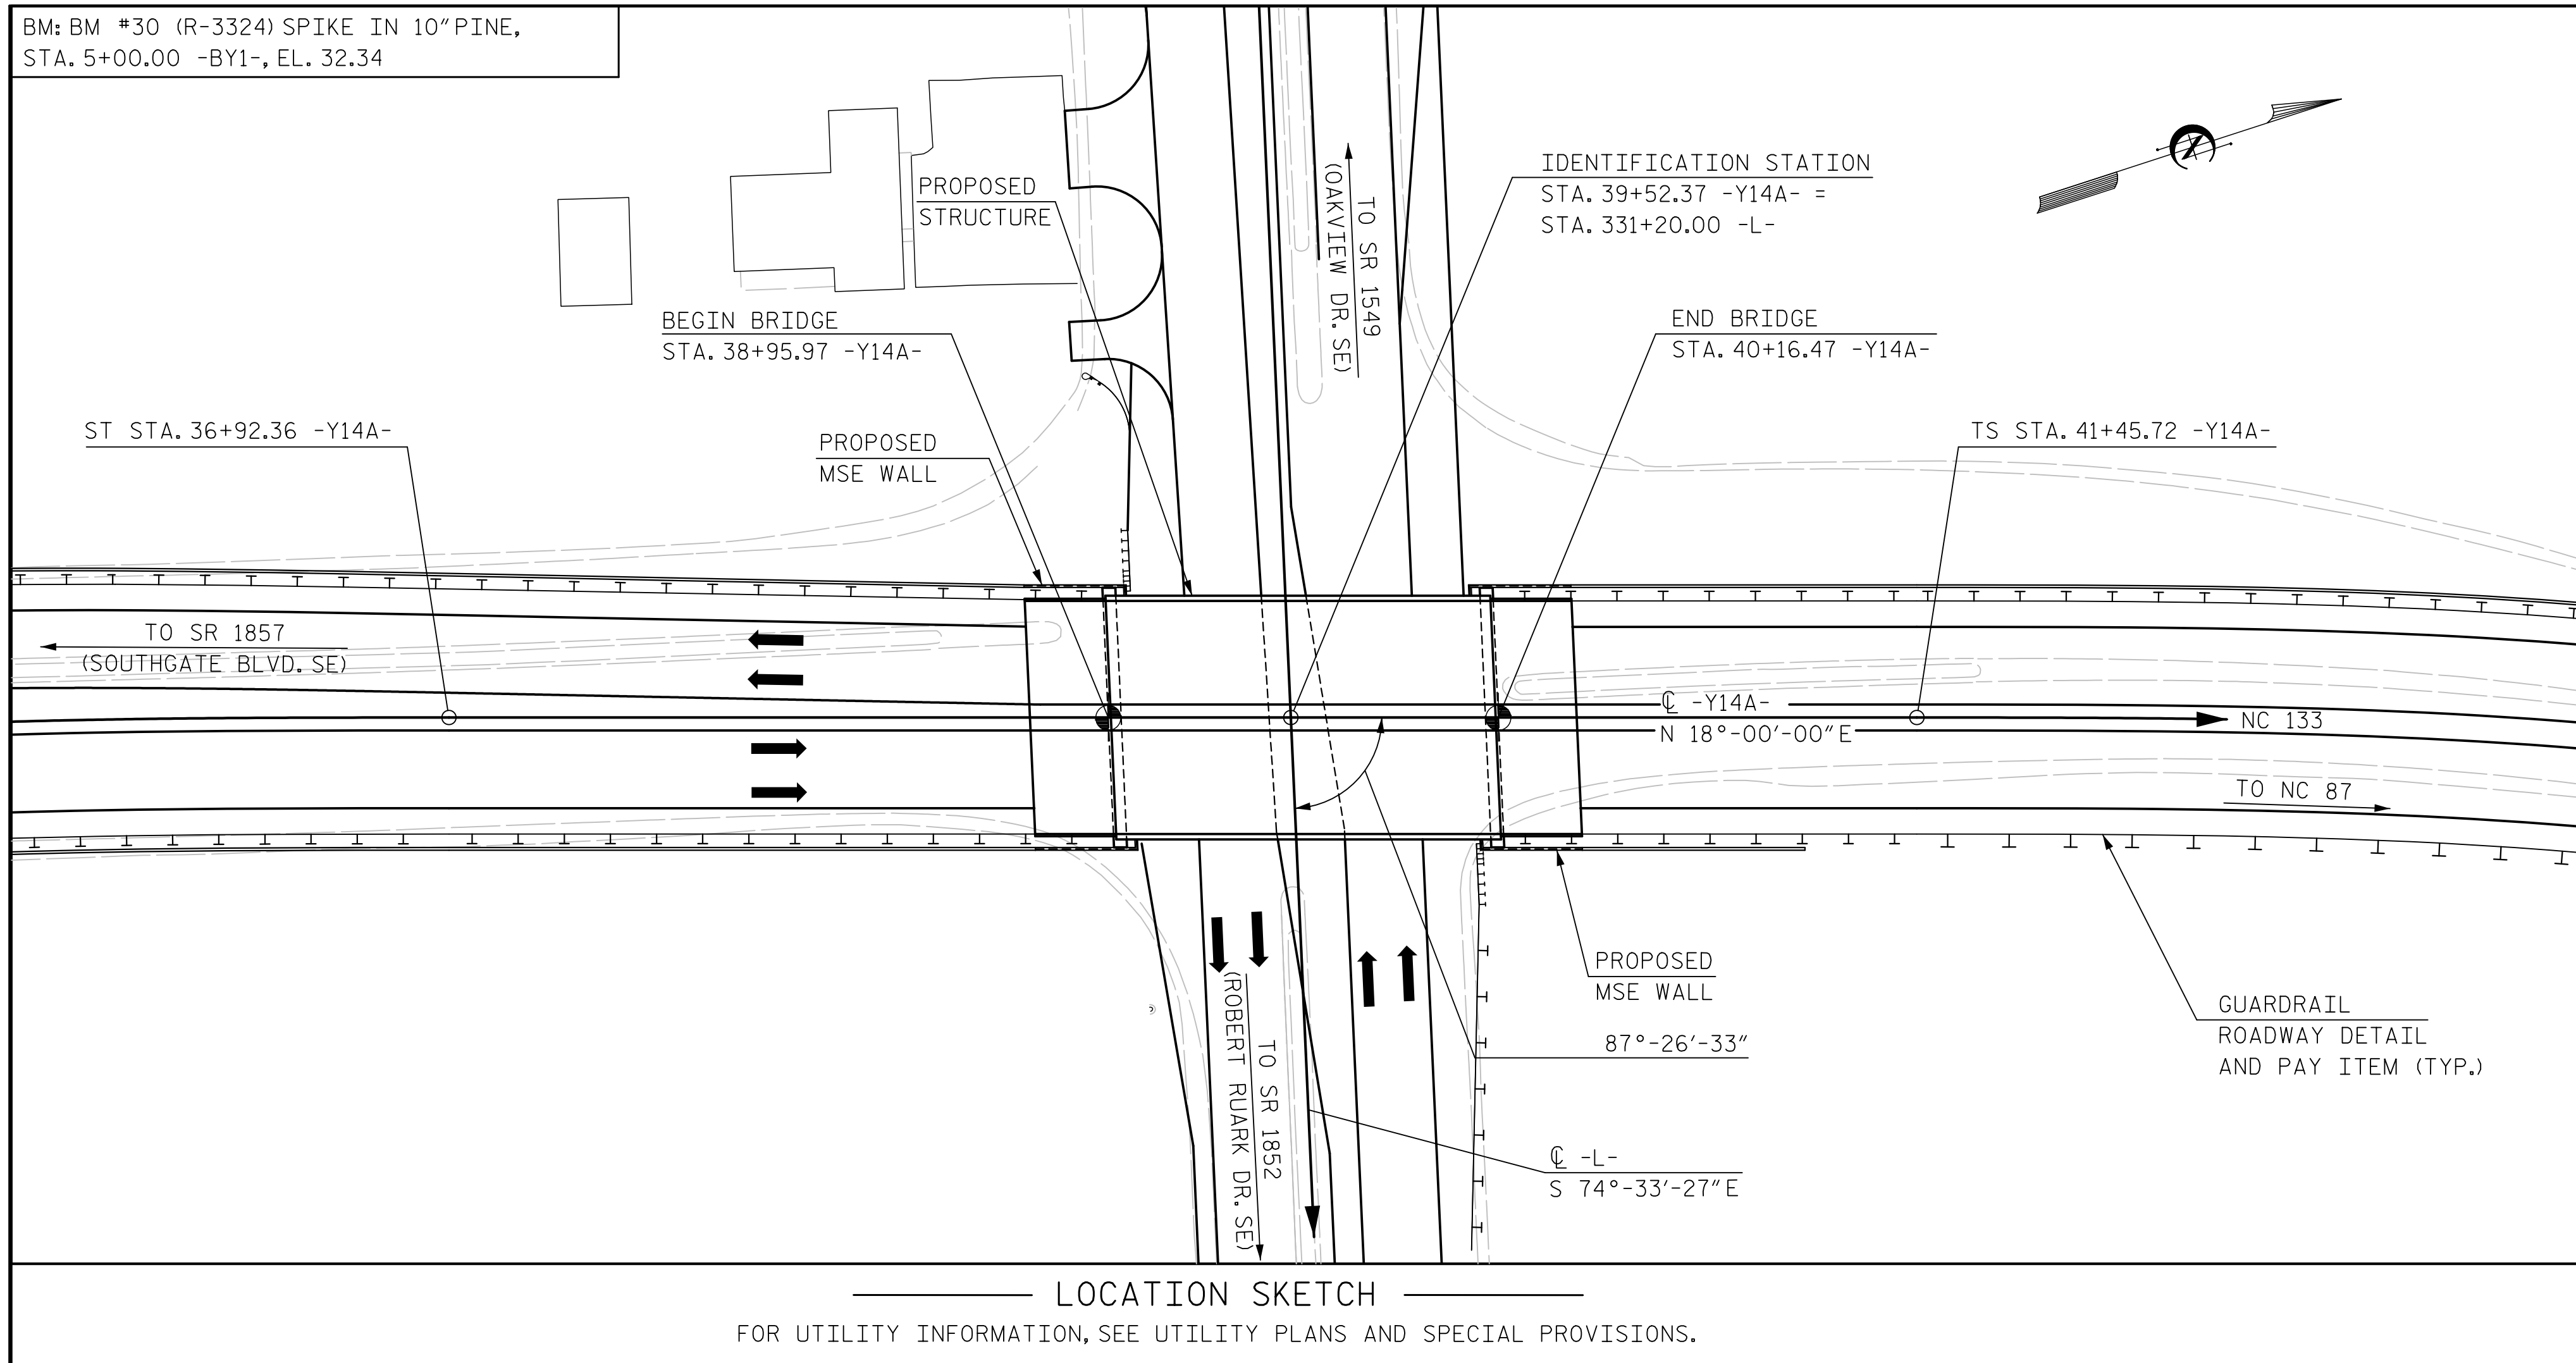 BM: BM #30 (R-3324) SPIKE IN 10" PINE,
STA. 5+00.00 -BY1-, EL. 32.34
PROPOSED
STRUCTURE
TO SR 1549
(OAKVIEW DR. SE)
IDENTIFICATION STATION
STA. 39+52.37 -Y14A- =
STA. 331+20.00 -L-
N
BEGIN BRIDGE
STA. 38+95.97 -Y14A-
END BRIDGE
STA. 40+16.47 -Y14A-
ST STA. 36+92.36 -Y14A-
PROPOSED
MSE WALL
TS STA. 41+45.72 -Y14A-
TO SR 1857
(SOUTHGATE BLVD. SE)
℄ -Y14A-
N 18°-00'-00" E
NC 133
TO NC 87
PROPOSED
MSE WALL
GUARDRAIL
ROADWAY DETAIL
AND PAY ITEM (TYP.)
87°-26'-33"
TO SR 1852
(ROBERT RUARK DR. SE)
℄ -L-
S 74°-33'-27" E
LOCATION SKETCH
FOR UTILITY INFORMATION, SEE UTILITY PLANS AND SPECIAL PROVISIONS.